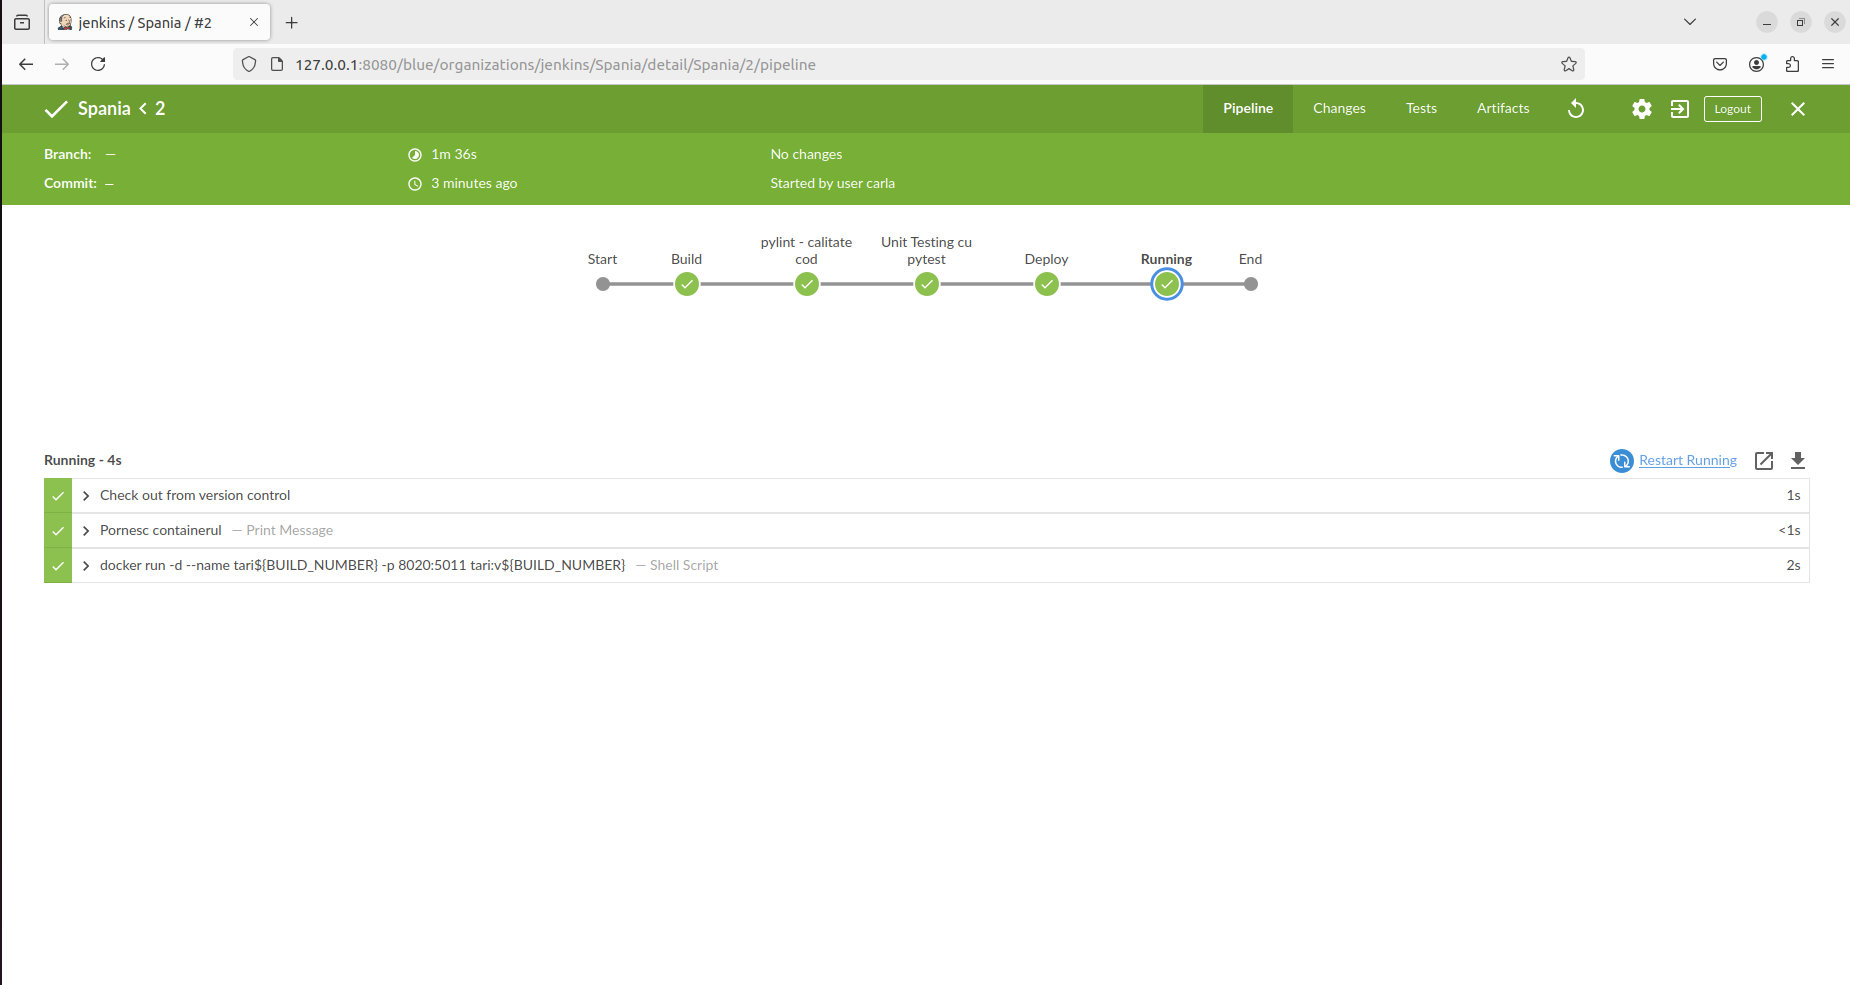 jenkins / Spania / #2
127.0.0.1:8080/blue/organizations/jenkins/Spania/detail/Spania/2/pipeline
Spania < 2
Pipeline Changes Tests Artifacts Logout
Branch: — 1m 36s No changes
Commit: — 3 minutes ago Started by user carla
Start
Build
pylint - calitate
cod
Unit Testing cu
pytest
Deploy
Running
End
Running - 4s Restart Running
Check out from version control 1s
Pornesc containerul — Print Message <1s
docker run -d --name tari${BUILD_NUMBER} -p 8020:5011 tari:v${BUILD_NUMBER} — Shell Script 2s